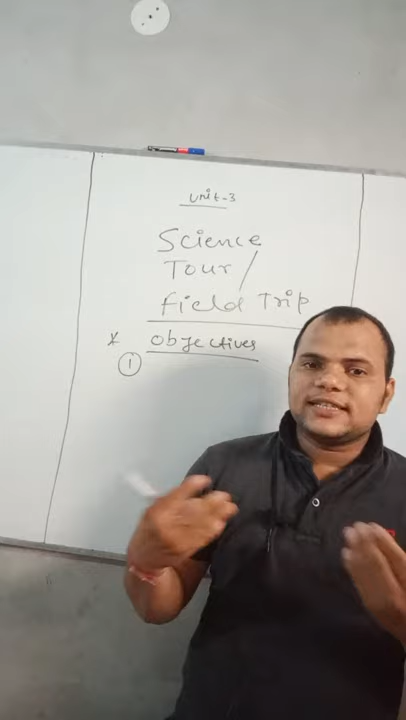 Unit-3
Science
Tour/
Field Trip
* Objectives
①